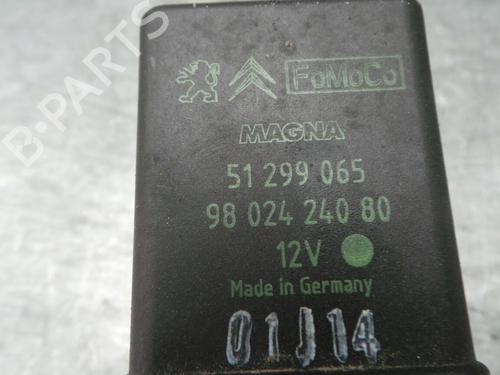 B-PARTS
FoMoCo
MAGNA
51 299 065
98 024 240 80
12V
Made in Germany
01J14